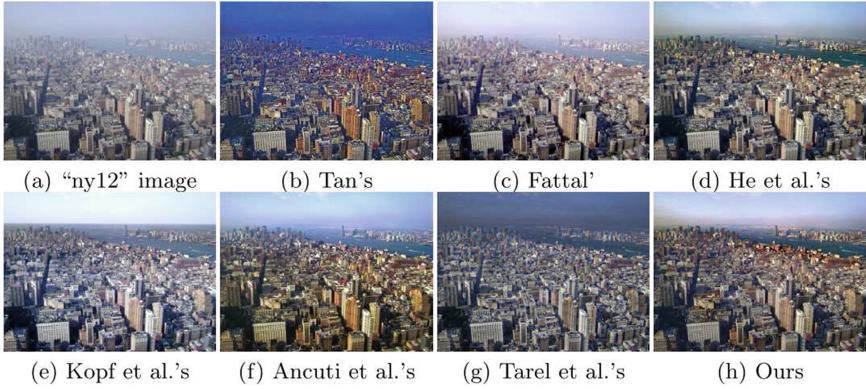 (a) “ny12” image
(b) Tan’s
(c) Fattal’
(d) He et al.’s
(e) Kopf et al.’s
(f) Ancuti et al.’s
(g) Tarel et al.’s
(h) Ours